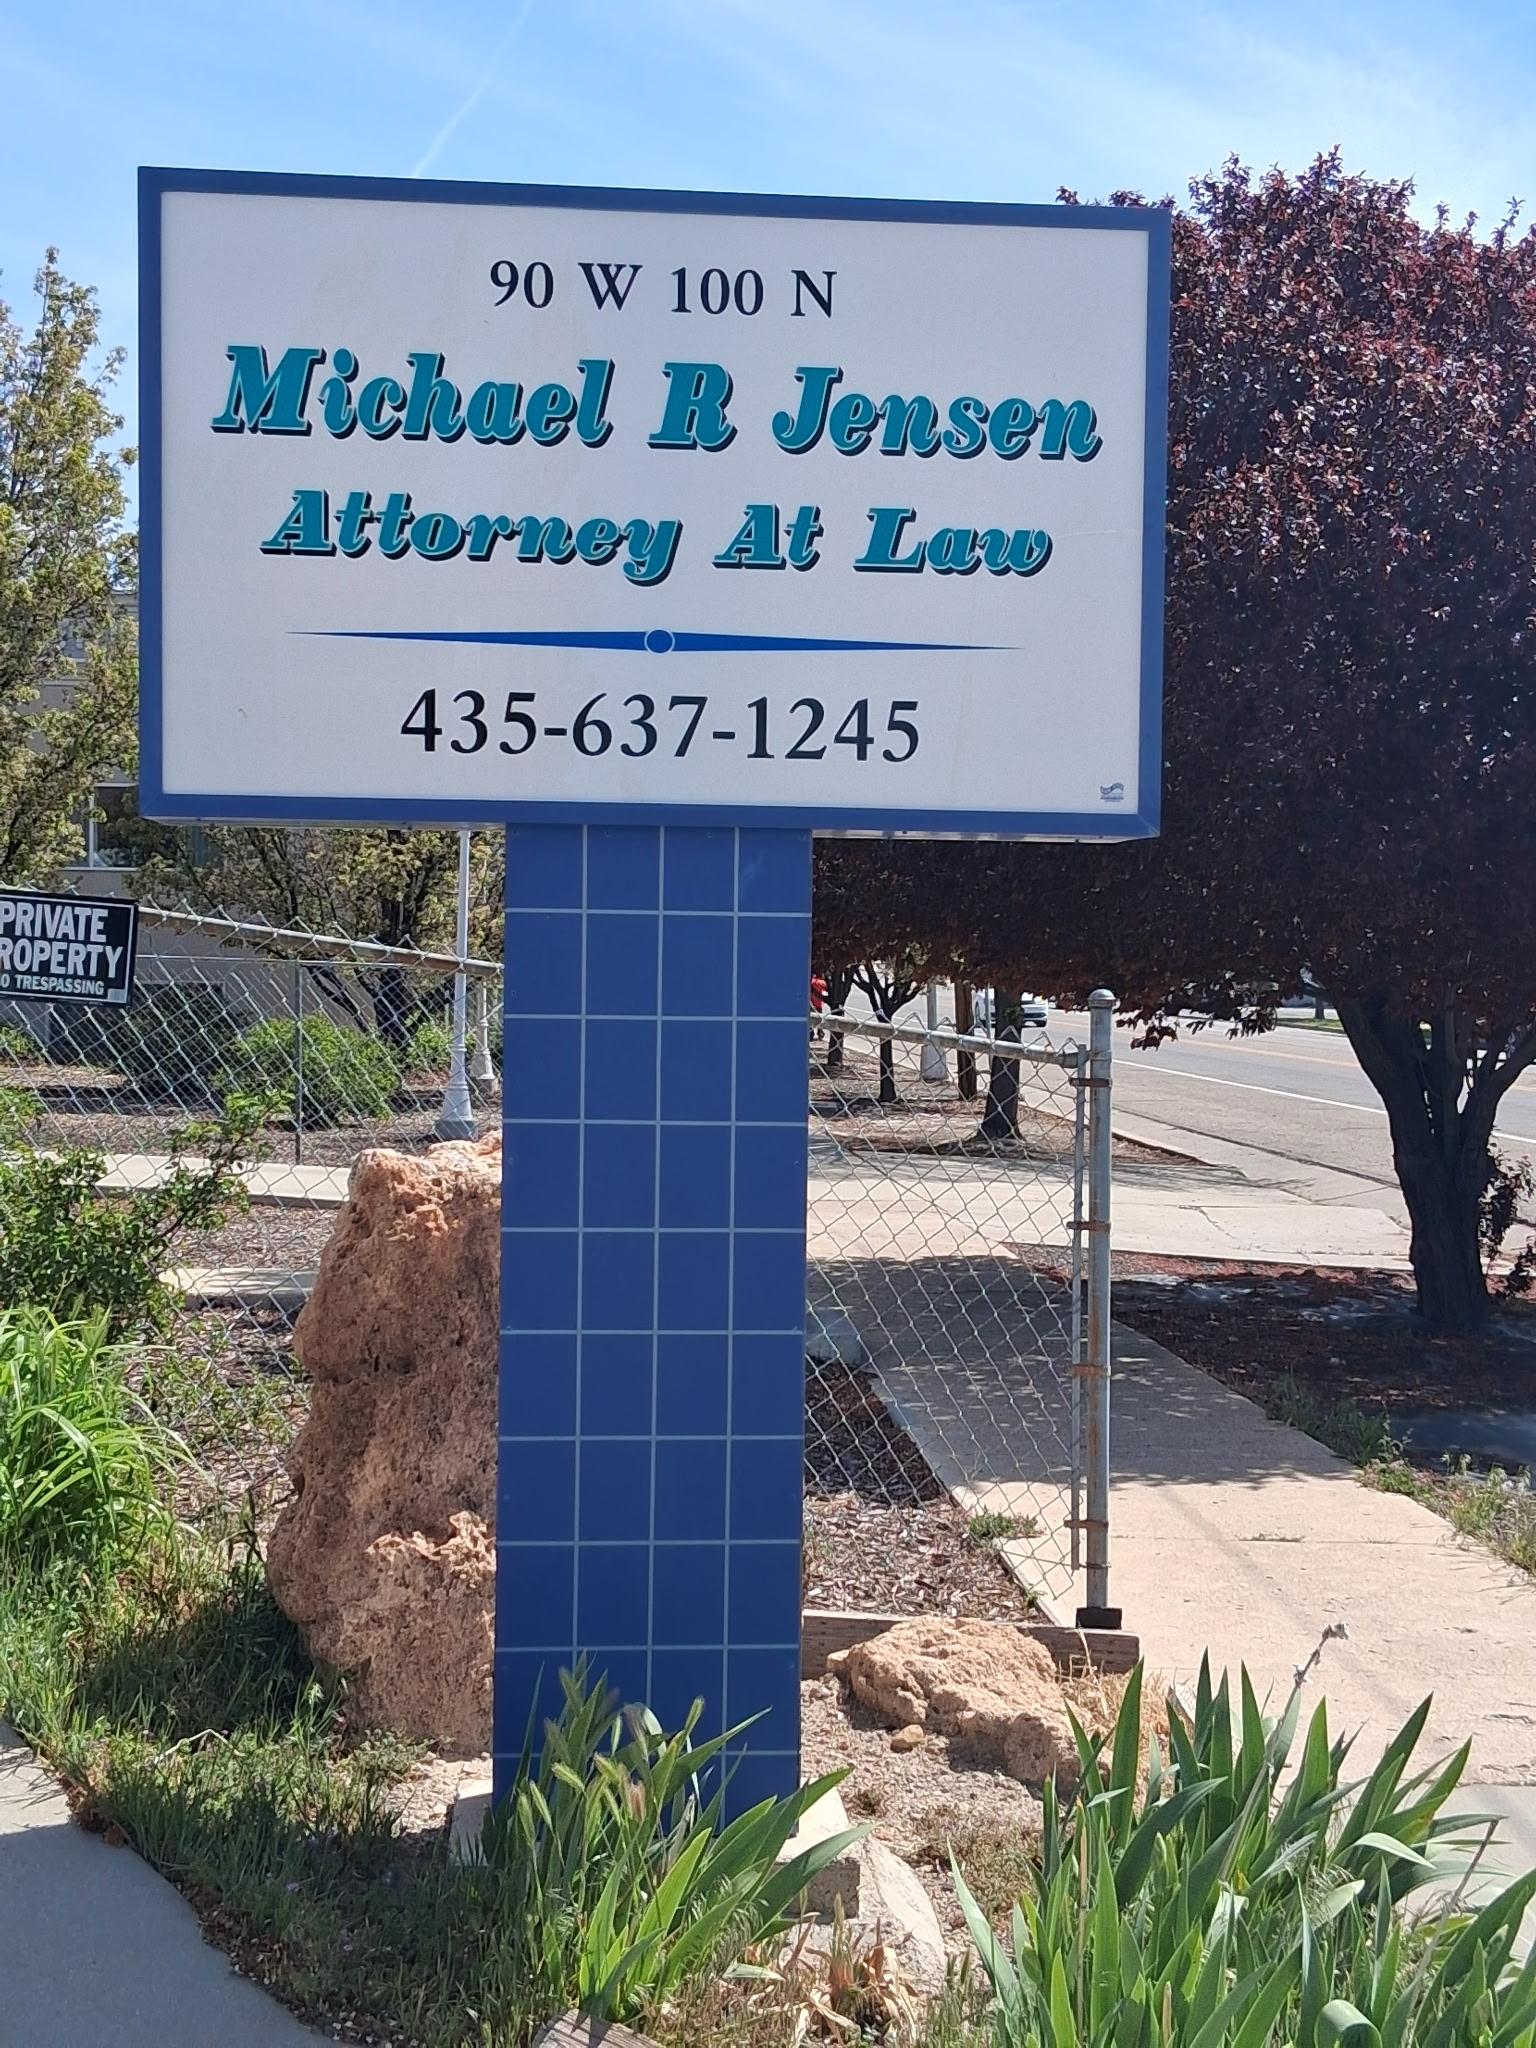 90 W 100 N
Michael R Jensen
Attorney At Law
435-637-1245
PRIVATE
ROPERTY
O TRESPASSING